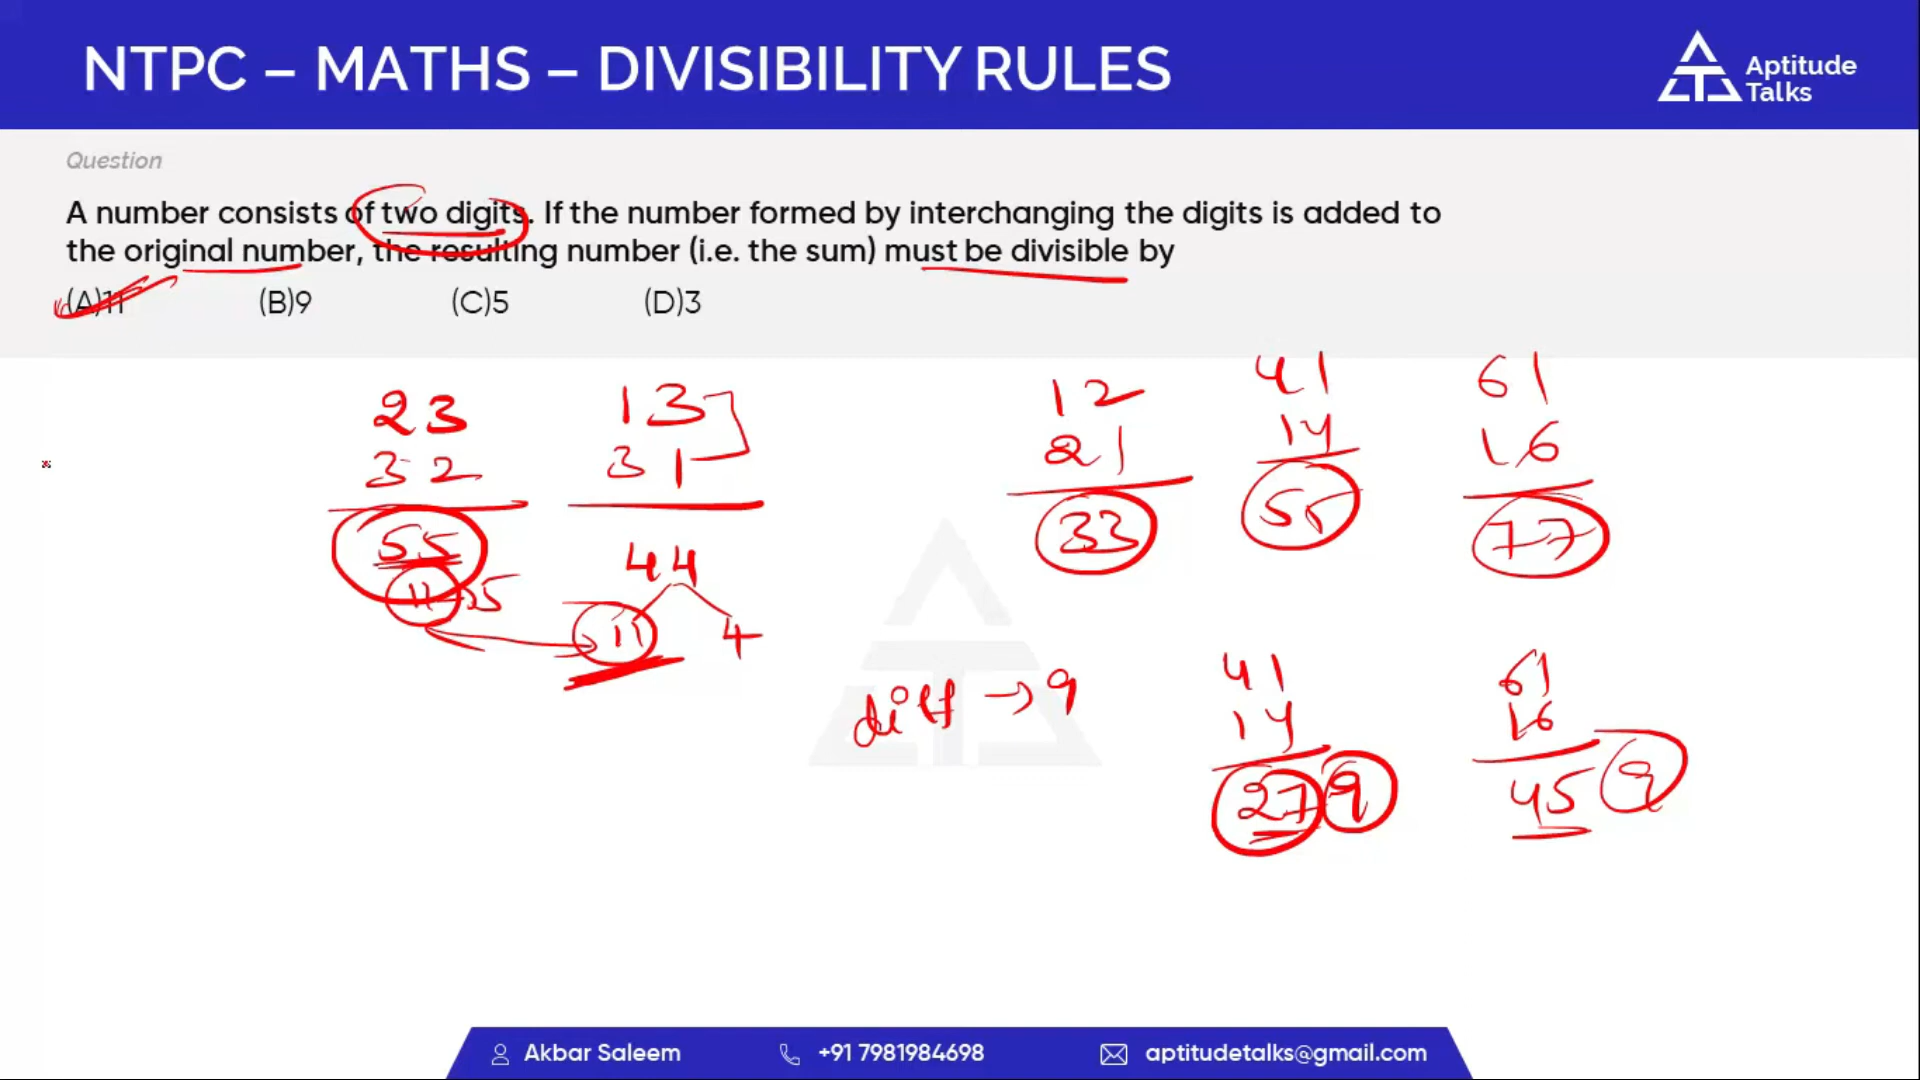 NTPC – MATHS – DIVISIBILITY RULES
Aptitude
Talks
Question
A number consists of two digits. If the number formed by interchanging the digits is added to
the original number, the resulting number (i.e. the sum) must be divisible by
(A)11 (B)9 (C)5 (D)3
23
32
55
11 5
13
31
44
11 4
12
21
33
41
14
55
61
16
77
diff → 9
41
14
27 9
61
16
45 9
Akbar Saleem
+91 7981984698
aptitudetalks@gmail.com